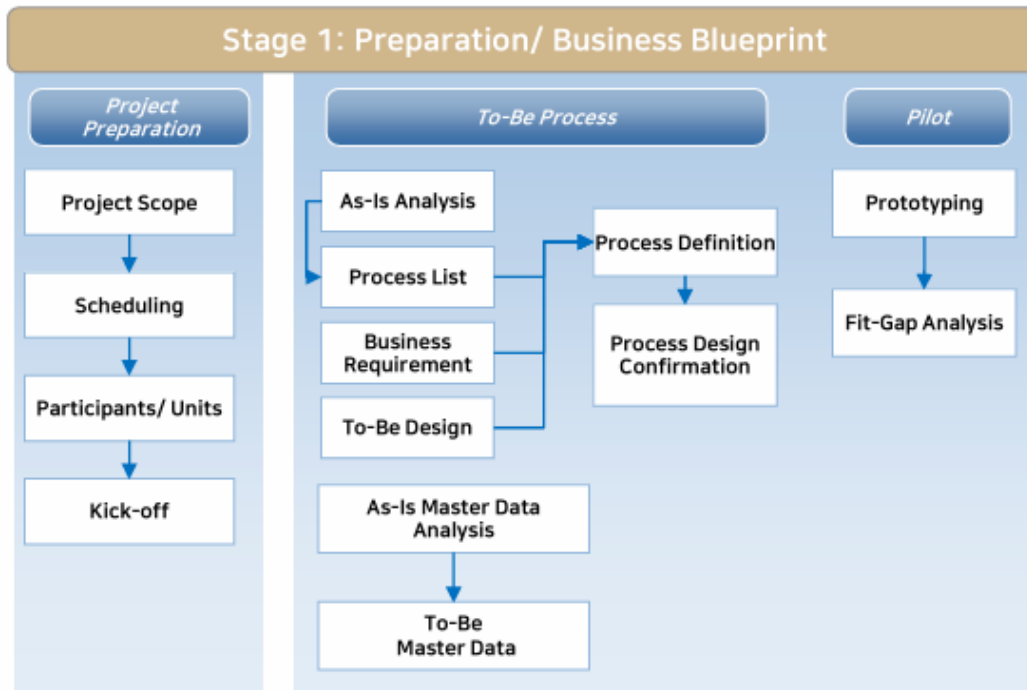 Stage 1: Preparation/ Business Blueprint
Project
Preparation
Project Scope
Scheduling
Participants/ Units
Kick-off
To-Be Process
As-Is Analysis
Process List
Business
Requirement
To-Be Design
Process Definition
Process Design
Confirmation
As-Is Master Data
Analysis
To-Be
Master Data
Pilot
Prototyping
Fit-Gap Analysis